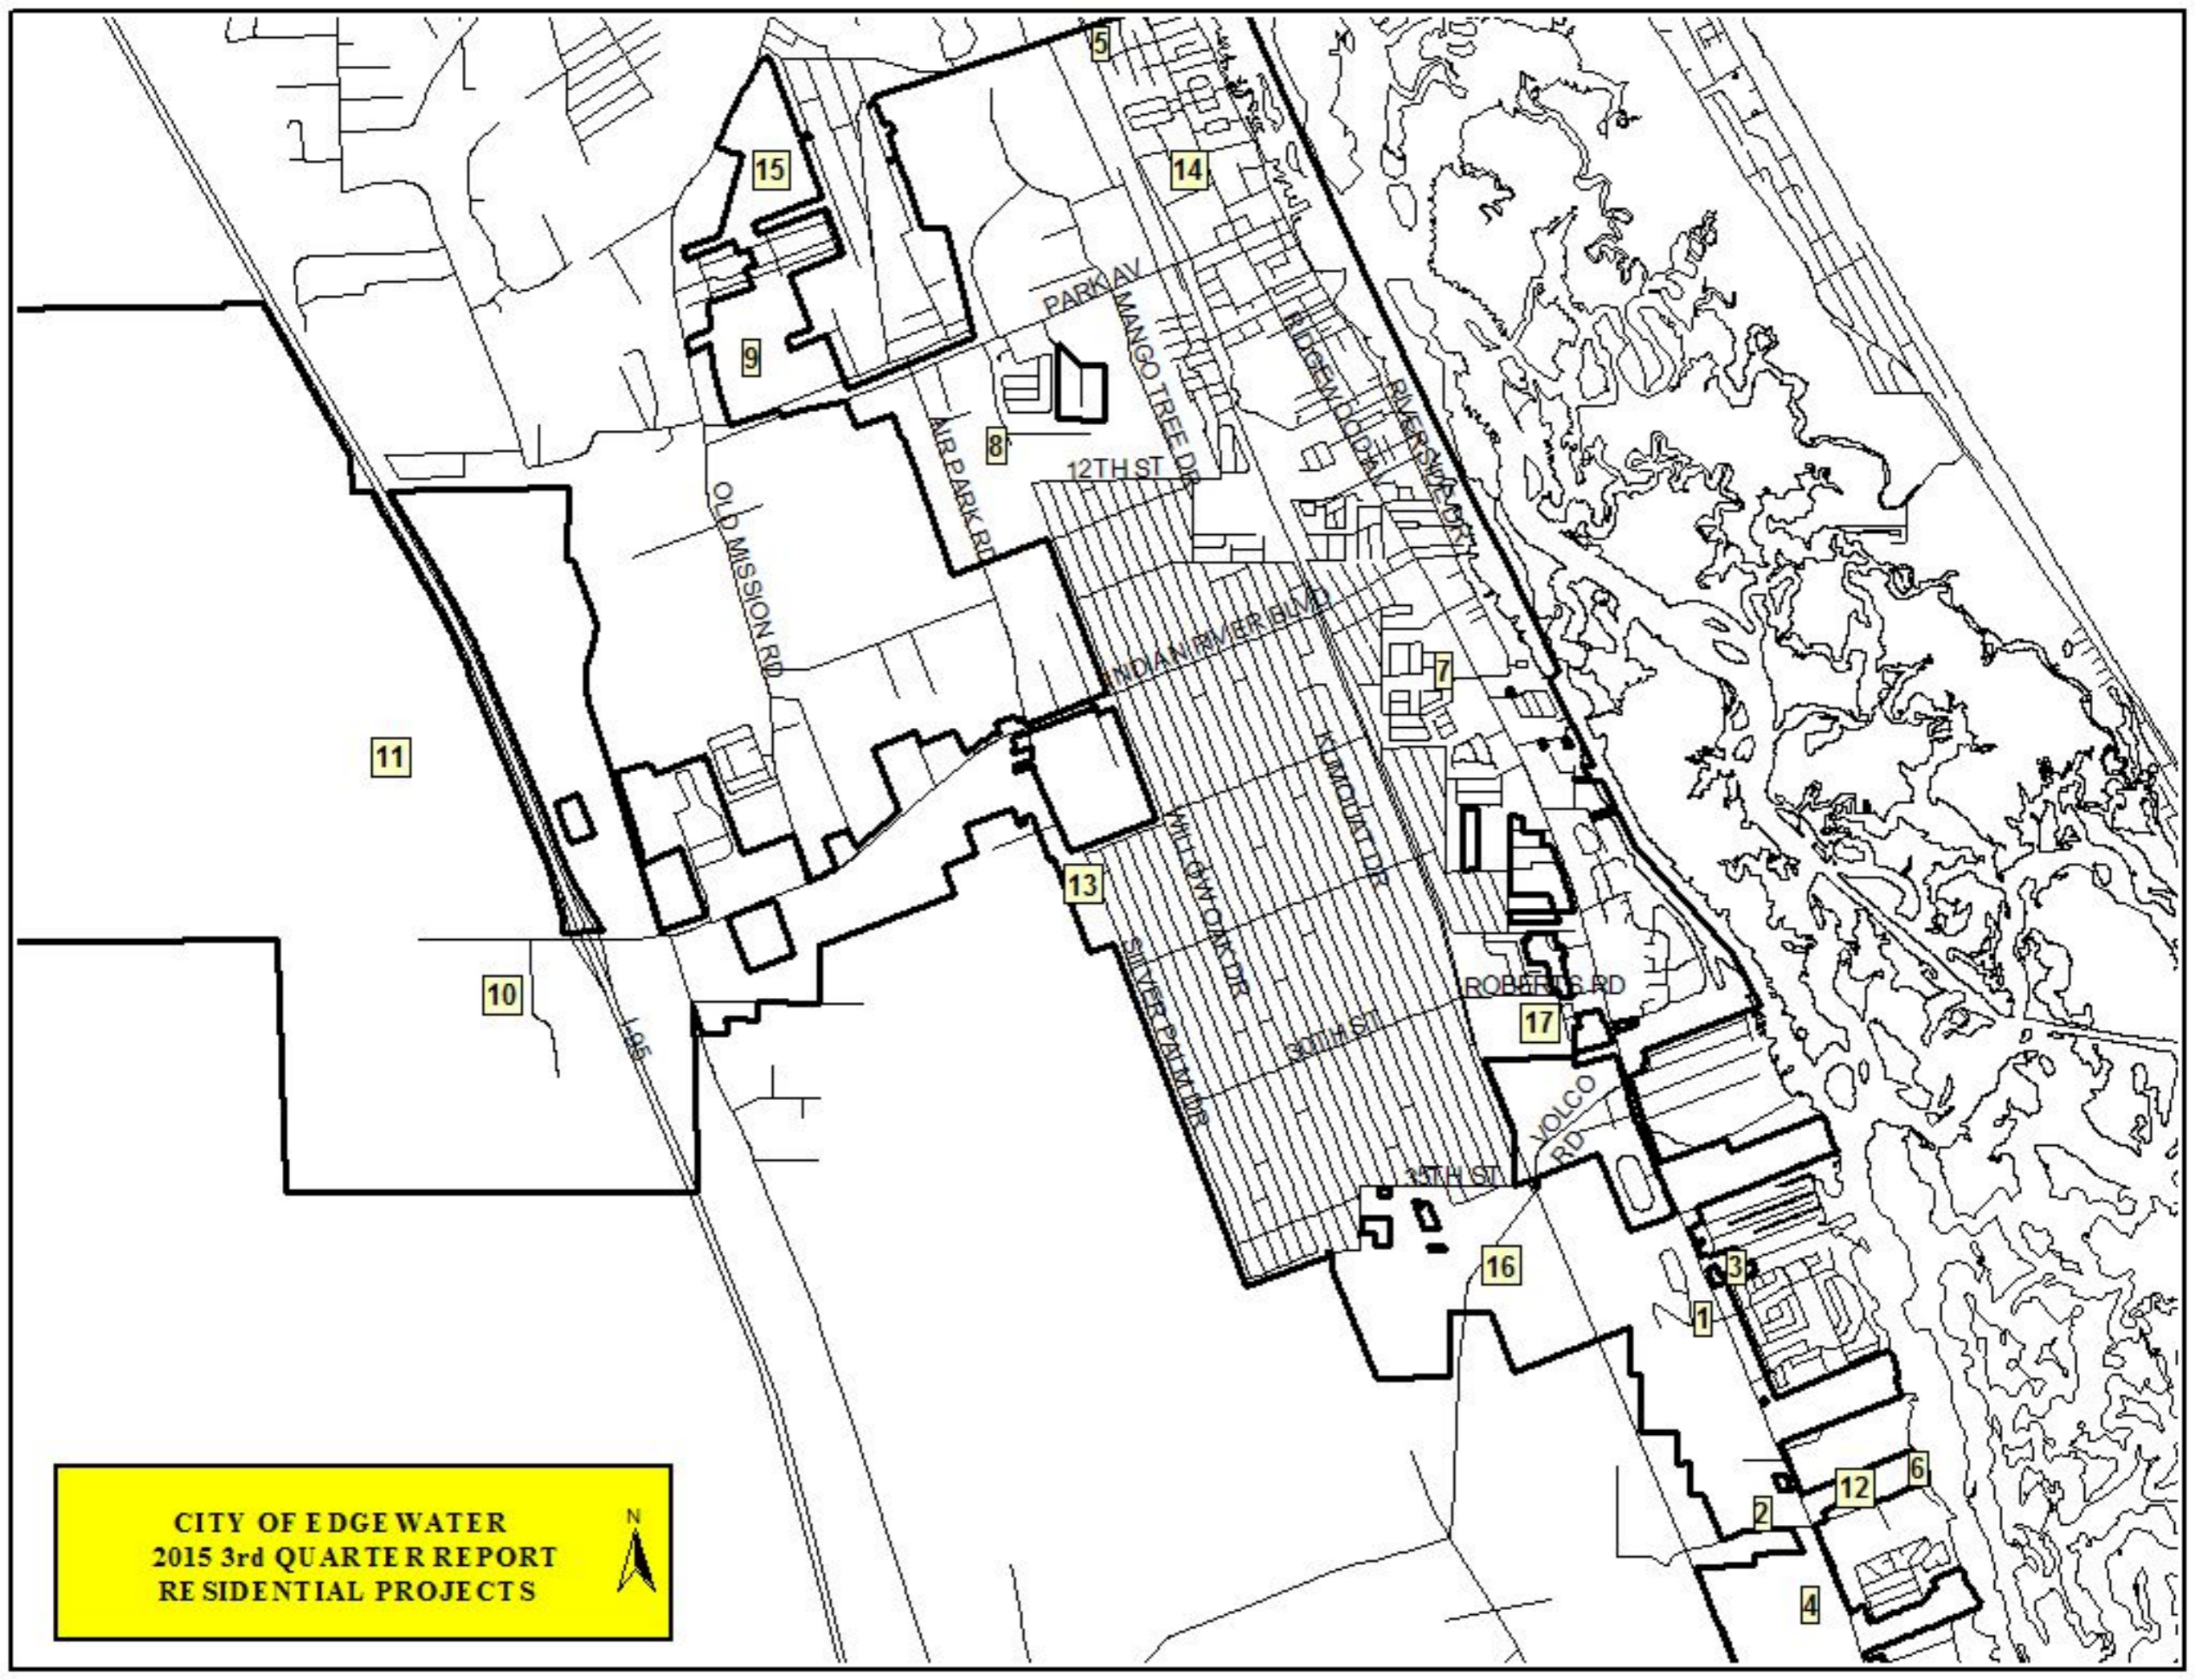 5
15
14
PARK AV
MANGO TREE DR
9
RIDGEWOOD AV
RIVERSIDE DR
8
AIR PARK RD
12TH ST
OLD MISSION RD
INDIAN RIVER BLVD
7
11
KUMQUAT DR
WILLOW OAK DR
13
SILVER PALM DR
10
I-95
ROBERTS RD
17
30TH ST
VOLCO
RD
35TH ST
16
3
1
6
12
2
4
CITY OF EDGEWATER
2015 3rd QUARTER REPORT
RESIDENTIAL PROJECTS
N